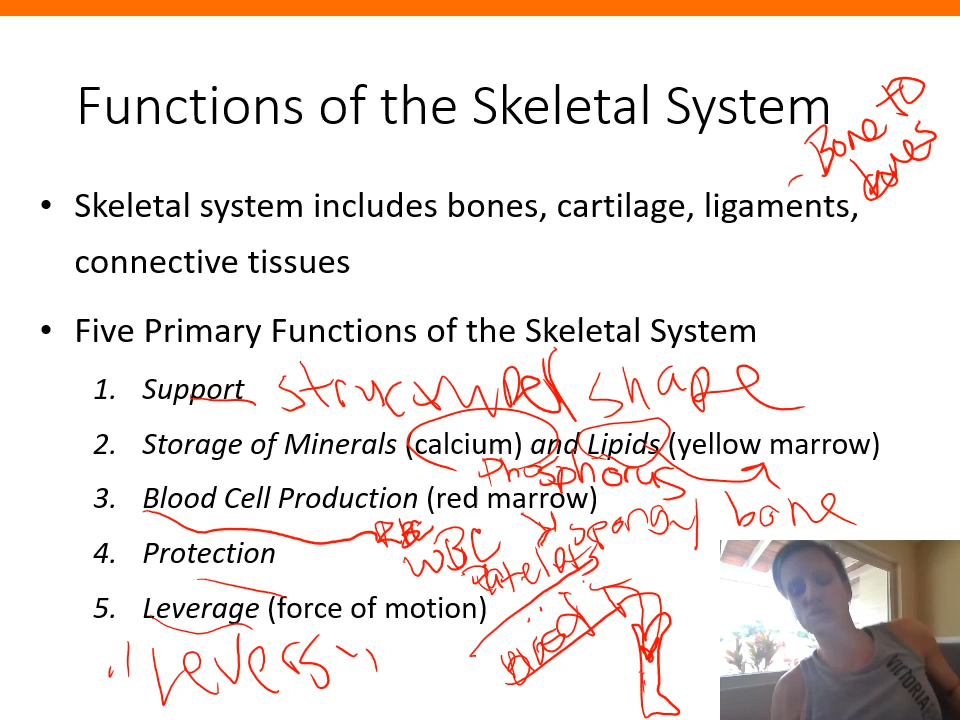 Functions of the Skeletal System
- Bone to
bones
• Skeletal system includes bones, cartilage, ligaments,
connective tissues
• Five Primary Functions of the Skeletal System
1. Support structural shape
2. Storage of Minerals (calcium) and Lipids (yellow marrow)
Phosphorus
3. Blood Cell Production (red marrow)
spongy bone
RBC
WBC
4. Protection
Platelets
5. Leverage (force of motion)
"levers"
VICTORIA